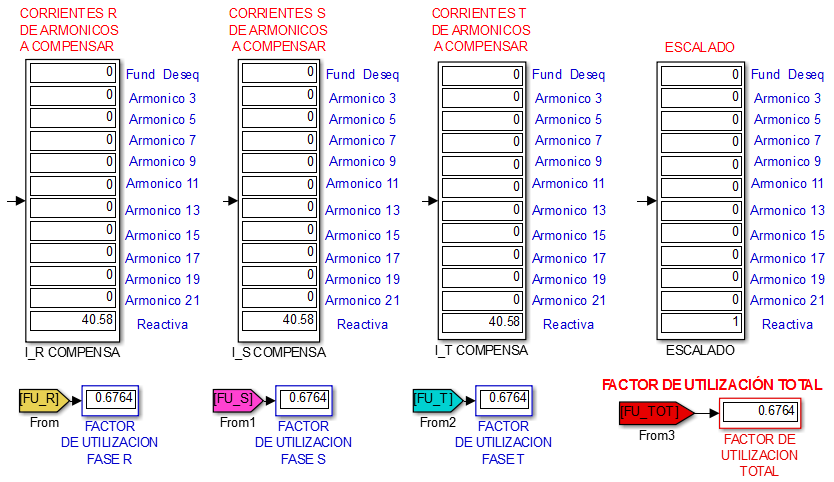 CORRIENTES R
DE ARMONICOS
A COMPENSAR
0
Fund Deseq
0
Armonico 3
0
Armonico 5
0
Armonico 7
0
Armonico 9
0
Armonico 11
0
Armonico 13
0
Armonico 15
0
Armonico 17
0
Armonico 19
0
Armonico 21
40.58
Reactiva
I_R COMPENSA
CORRIENTES S
DE ARMONICOS
A COMPENSAR
0
Fund Deseq
0
Armonico 3
0
Armonico 5
0
Armonico 7
0
Armonico 9
0
Armonico 11
0
Armonico 13
0
Armonico 15
0
Armonico 17
0
Armonico 19
0
Armonico 21
40.58
Reactiva
I_S COMPENSA
CORRIENTES T
DE ARMONICOS
A COMPENSAR
0
Fund Deseq
0
Armonico 3
0
Armonico 5
0
Armonico 7
0
Armonico 9
0
Armonico 11
0
Armonico 13
0
Armonico 15
0
Armonico 17
0
Armonico 19
0
Armonico 21
40.58
Reactiva
I_T COMPENSA
ESCALADO
0
Fund Deseq
0
Armonico 3
0
Armonico 5
0
Armonico 7
0
Armonico 9
0
Armonico 11
0
Armonico 13
0
Armonico 15
0
Armonico 17
0
Armonico 19
0
Armonico 21
1
Reactiva
ESCALADO
[FU_R]
From
0.6764
FACTOR
DE UTILIZACION
FASE R
[FU_S]
From1
0.6764
FACTOR
DE UTILIZACION
FASE S
[FU_T]
From2
0.6764
FACTOR
DE UTILIZACION
FASE T
FACTOR DE UTILIZACIÓN TOTAL
[FU_TOT]
From3
0.6764
FACTOR DE
UTILIZACION
TOTAL